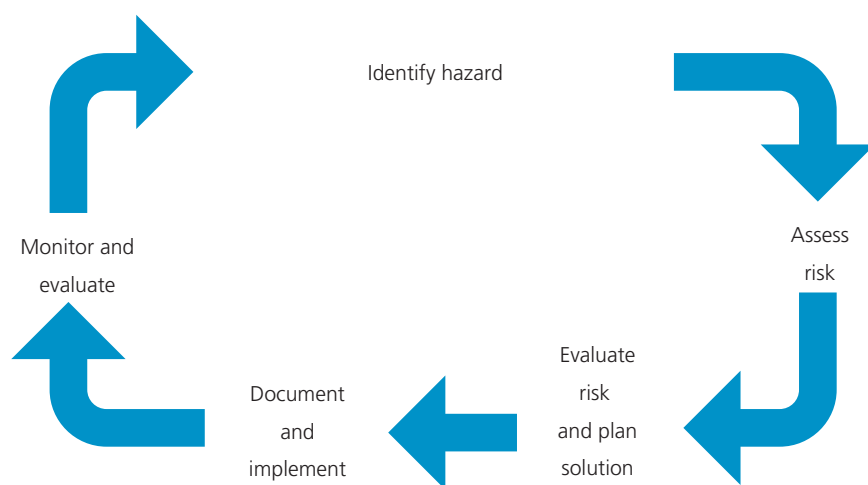 Identify hazard
Assess
risk
Evaluate
risk
and plan
solution
Document
and
implement
Monitor and
evaluate